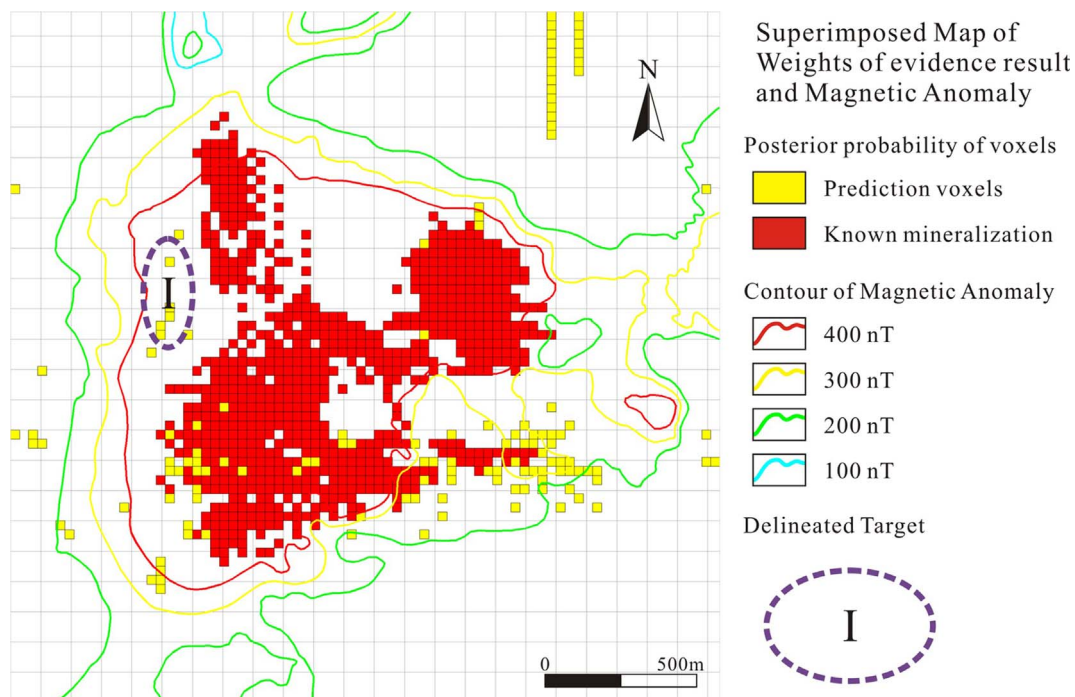 Superimposed Map of
Weights of evidence result
and Magnetic Anomaly
N
Posterior probability of voxels
Prediction voxels
Known mineralization
I
Contour of Magnetic Anomaly
400 nT
300 nT
200 nT
100 nT
Delineated Target
I
0 500m